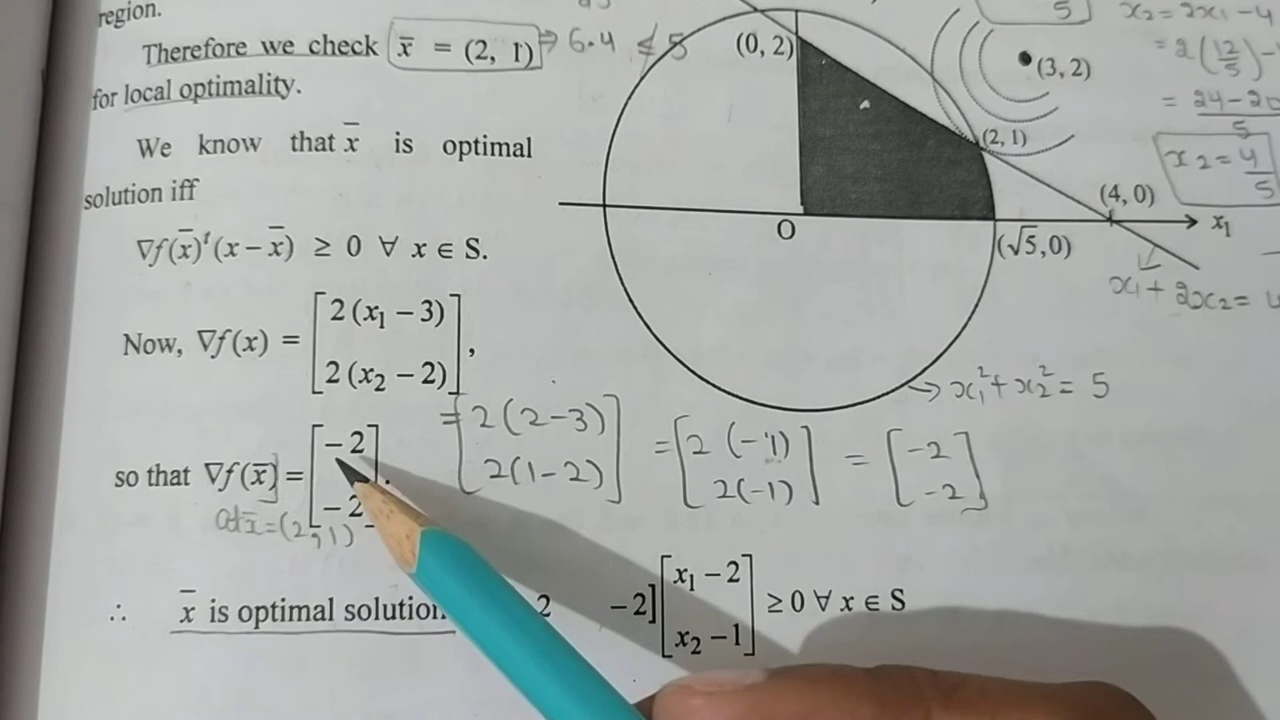 region.
Therefore we check x̄ = (2, 1) ⇒ 6.4 ≰ 5
for local optimality.
We know that x̄ is optimal
solution iff
∇f(x̄)ᵗ(x − x̄) ≥ 0 ∀ x ∈ S.
Now, ∇f(x) = [2(x₁ − 3)
2(x₂ − 2)],
so that ∇f(x̄) = [−2
−2].
= [2(2−3)
2(1−2)]
= [2(−1)
2(−1)]
= [−2
−2]
at x̄ = (2, 1)
∴ x̄ is optimal solution 2 −2] [x₁ − 2
x₂ − 1] ≥ 0 ∀ x ∈ S
(0, 2)
(3, 2)
(2, 1)
(4, 0)
x₁
O
(√5,0)
x₁ + 2x₂ = 4
→ x₁² + x₂² = 5
5
x₂ = 2x₁ − 4
= 2(12/5) −
= 24 − 20
5
x₂ = 4/5